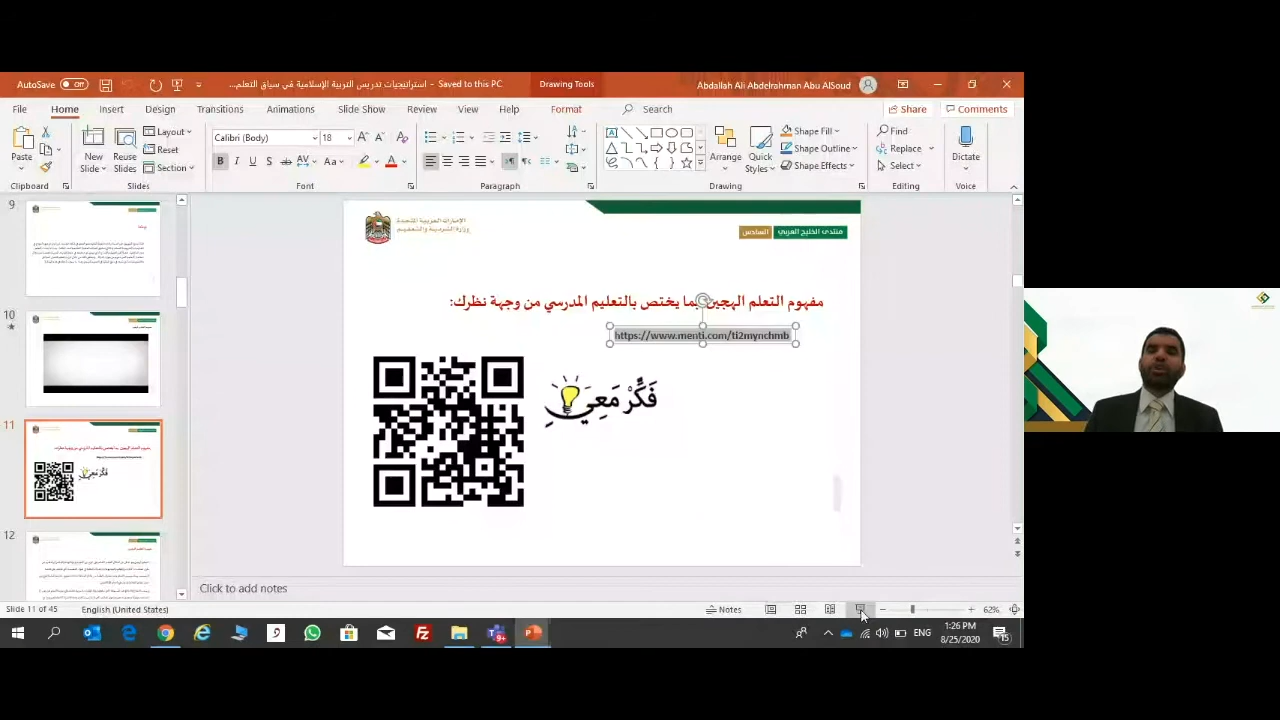 AutoSave Off
استراتيجيات تدريس التربية الإسلامية في سياق التعلم... - Saved to this PC
Drawing Tools
Abdallah Ali Abdelrahman Abu AlSoud
File Home Insert Design Transitions Animations Slide Show Review View Help Format Search Share Comments
Paste
Clipboard
New Slide
Reuse Slides
Layout
Reset
Section
Slides
Calibri (Body) 18
Font
Paragraph
Arrange
Quick Styles
Shape Fill
Shape Outline
Shape Effects
Drawing
Find
Replace
Select
Editing
Dictate
Voice
9
10
11
12
الإمارات العربية المتحدة
وزارة التربية والتعليم
منتدى الخليج العربي السادس
مفهوم التعلم الهجين بما يختص بالتعليم المدرسي من وجهة نظرك:
https://www.menti.com/ti2mynchmb
فَكِّرْ مَعِي
Click to add notes
Slide 11 of 45 English (United States) Notes 62%
ENG
1:26 PM
8/25/2020
15